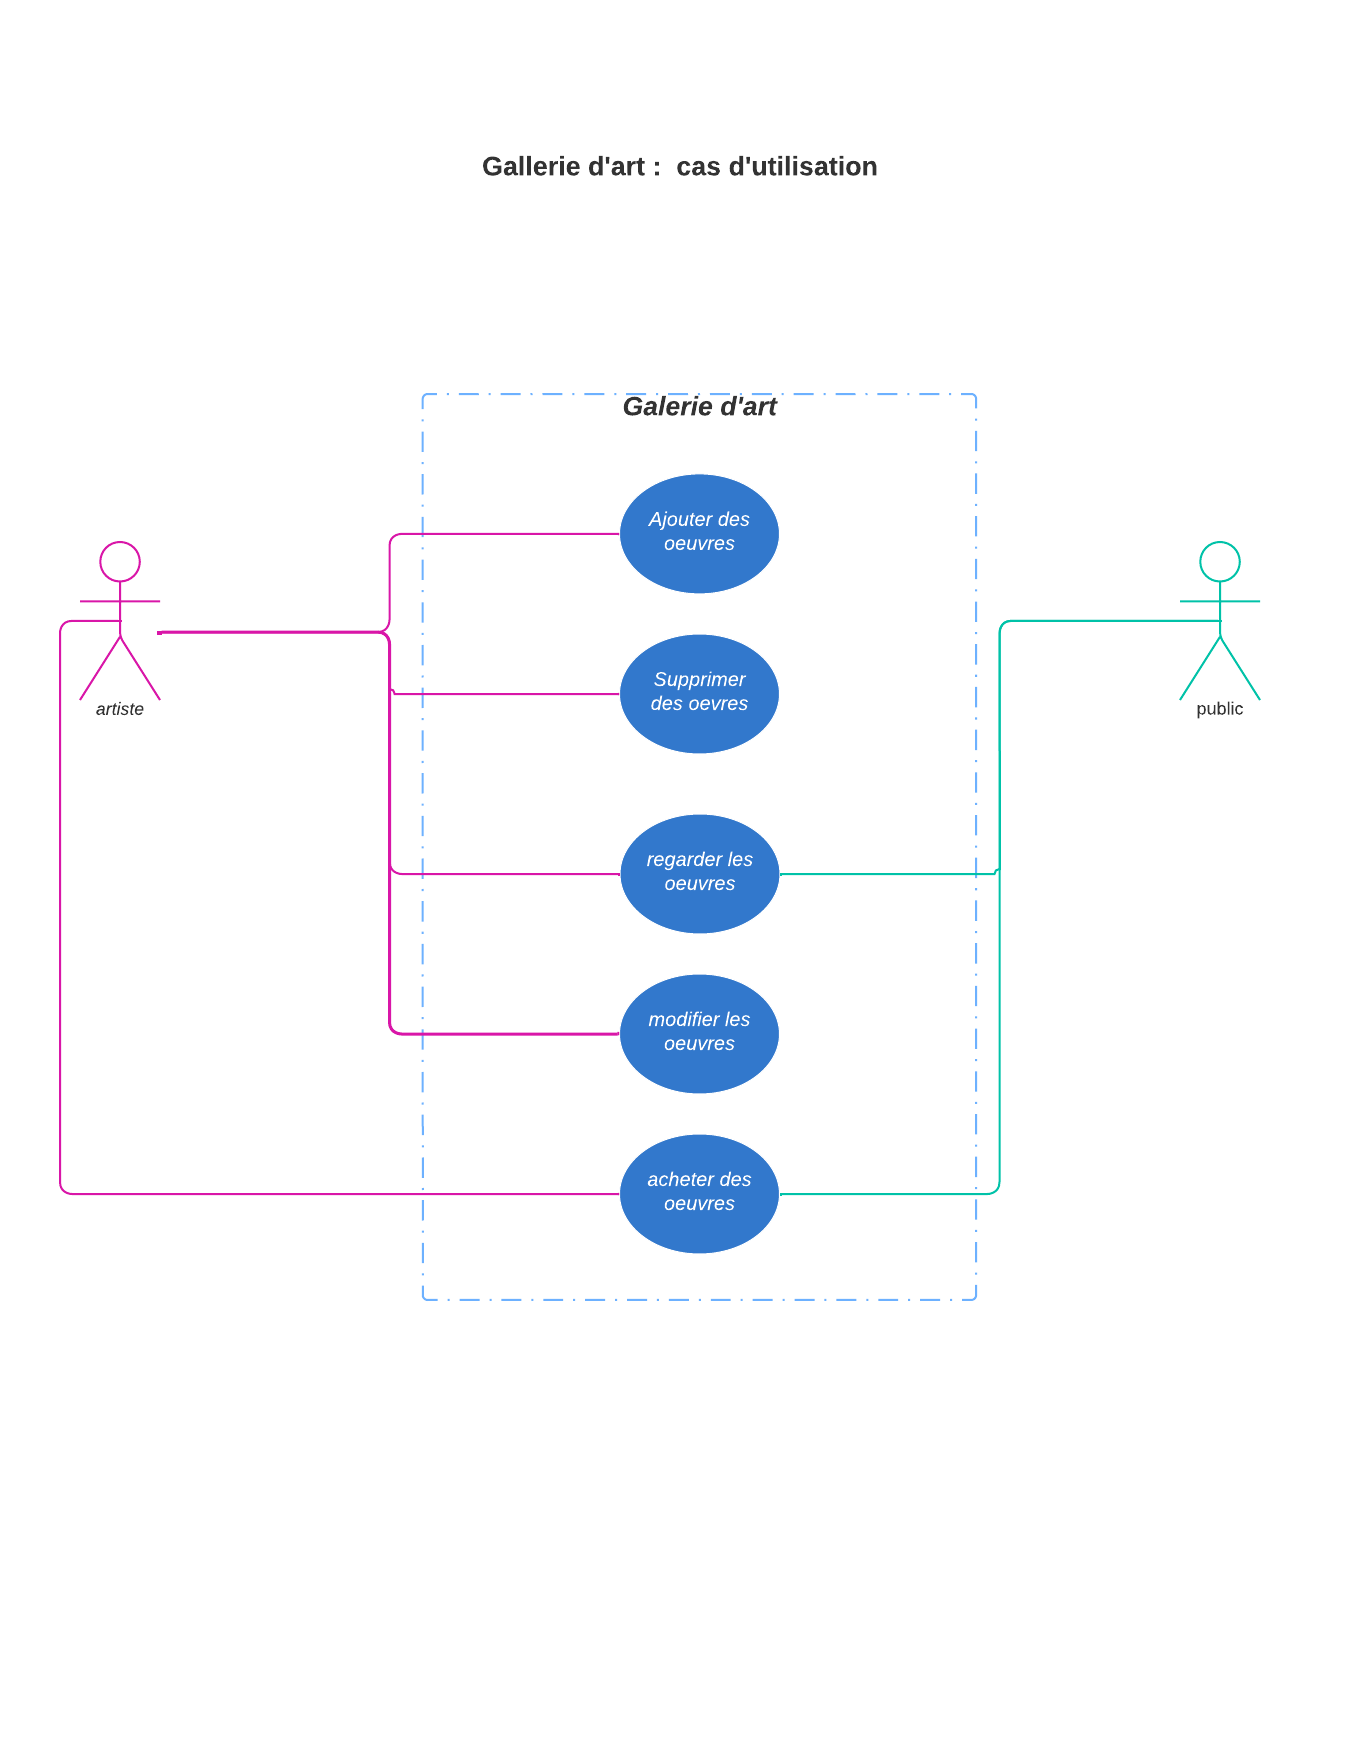 Gallerie d'art :  cas d'utilisation
Galerie d'art
Ajouter des
oeuvres
Supprimer
des oevres
artiste
public
regarder les
oeuvres
modifier les
oeuvres
acheter des
oeuvres